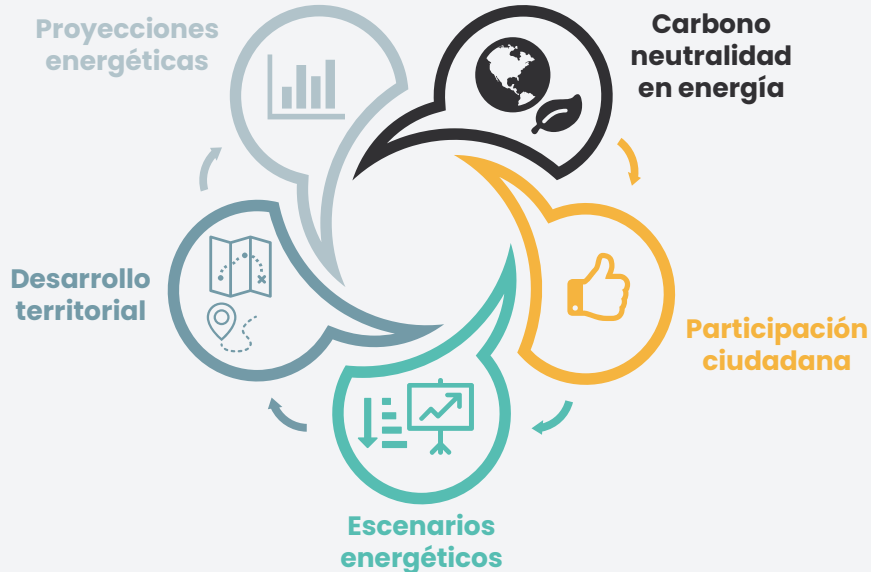 Proyecciones
energéticas
Carbono
neutralidad
en energía
Desarrollo
territorial
Participación
ciudadana
Escenarios
energéticos